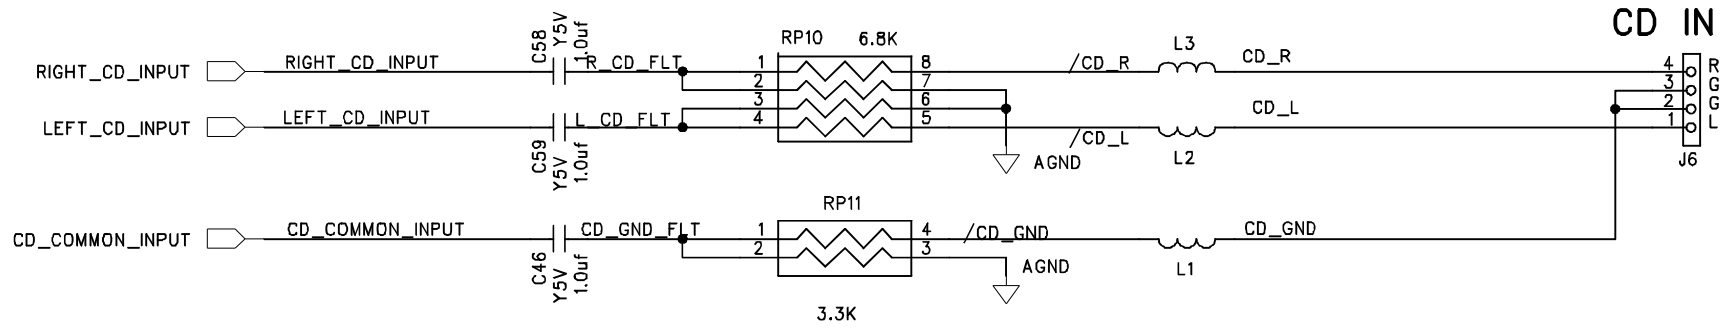 CD IN
RIGHT_CD_INPUT
RIGHT_CD_INPUT
C58
Y5V
1.0uf
R_CD_FLT
RP10
6.8K
1
2
3
4
8
7
6
5
/CD_R
L3
CD_R
4
3
2
1
R
G
G
L
J6
LEFT_CD_INPUT
LEFT_CD_INPUT
C59
Y5V
1.0uf
L_CD_FLT
/CD_L
L2
CD_L
AGND
CD_COMMON_INPUT
CD_COMMON_INPUT
C46
Y5V
1.0uf
CD_GND_FLT
RP11
1
2
4
3
3.3K
/CD_GND
AGND
L1
CD_GND